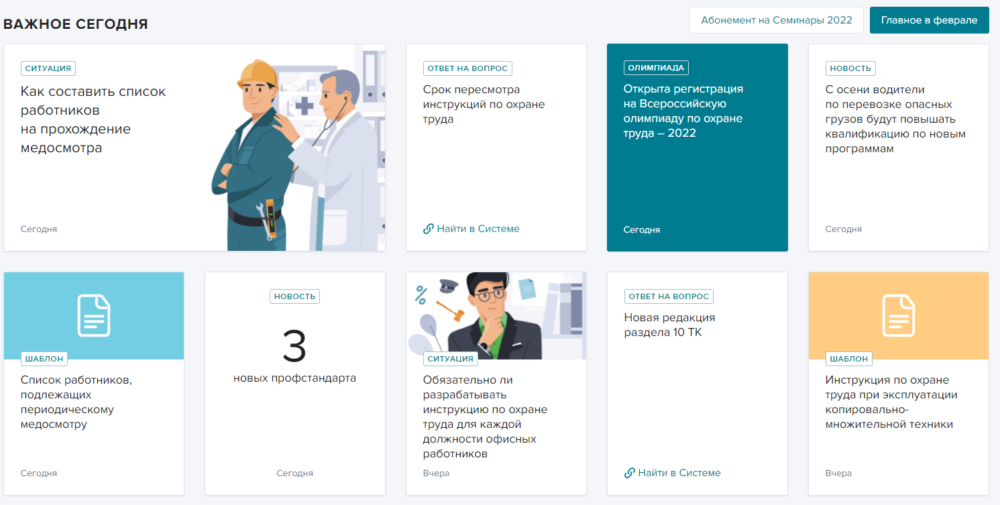 ВАЖНОЕ СЕГОДНЯ
Абонемент на Семинары 2022
Главное в феврале
СИТУАЦИЯ
Как составить список
работников
на прохождение
медосмотра
Сегодня
ОТВЕТ НА ВОПРОС
Срок пересмотра
инструкций по охране
труда
Найти в Системе
ОЛИМПИАДА
Открыта регистрация
на Всероссийскую
олимпиаду по охране
труда – 2022
Сегодня
НОВОСТЬ
С осени водители
по перевозке опасных
грузов будут повышать
квалификацию по новым
программам
Сегодня
ШАБЛОН
Список работников,
подлежащих
периодическому
медосмотру
Сегодня
НОВОСТЬ
3
новых профстандарта
Сегодня
%
СИТУАЦИЯ
Обязательно ли
разрабатывать
инструкцию по охране
труда для каждой
должности офисных
работников
Вчера
ОТВЕТ НА ВОПРОС
Новая редакция
раздела 10 ТК
Найти в Системе
ШАБЛОН
Инструкция по охране
труда при эксплуатации
копировально-
множительной техники
Вчера